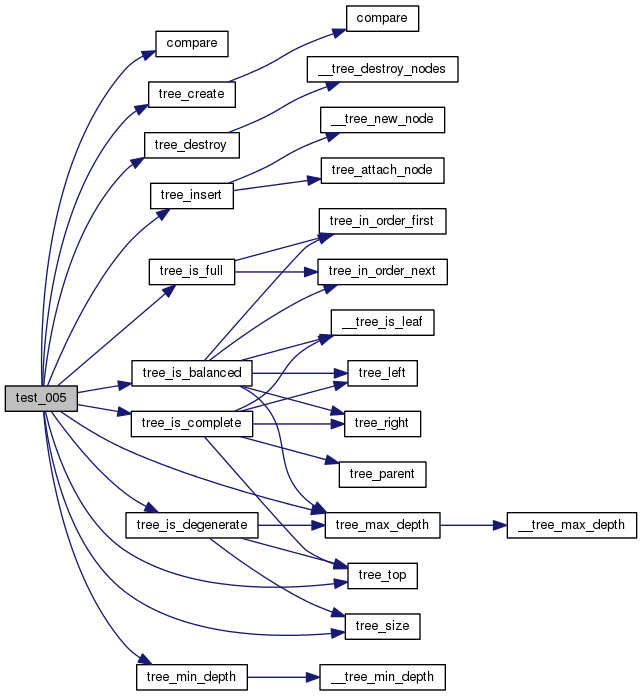 compare
compare
__tree_destroy_nodes
tree_create
__tree_new_node
tree_destroy
tree_attach_node
tree_insert
tree_in_order_first
tree_is_full
tree_in_order_next
__tree_is_leaf
tree_is_balanced
tree_left
test_005
tree_is_complete
tree_right
tree_parent
tree_is_degenerate
tree_max_depth
__tree_max_depth
tree_top
tree_size
tree_min_depth
__tree_min_depth